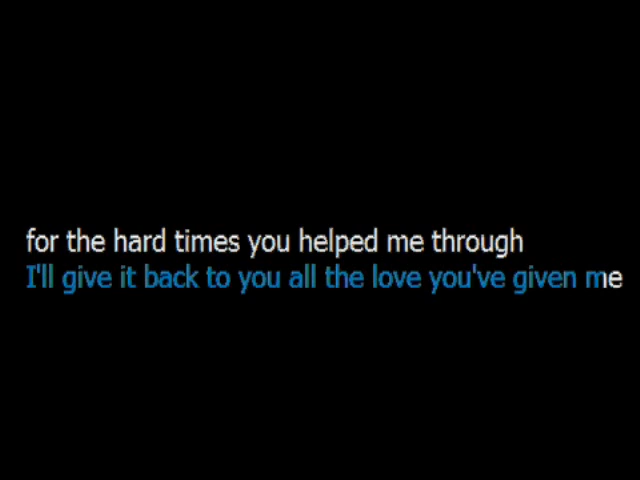 for the hard times you helped me through
I'll give it back to you all the love you've given me